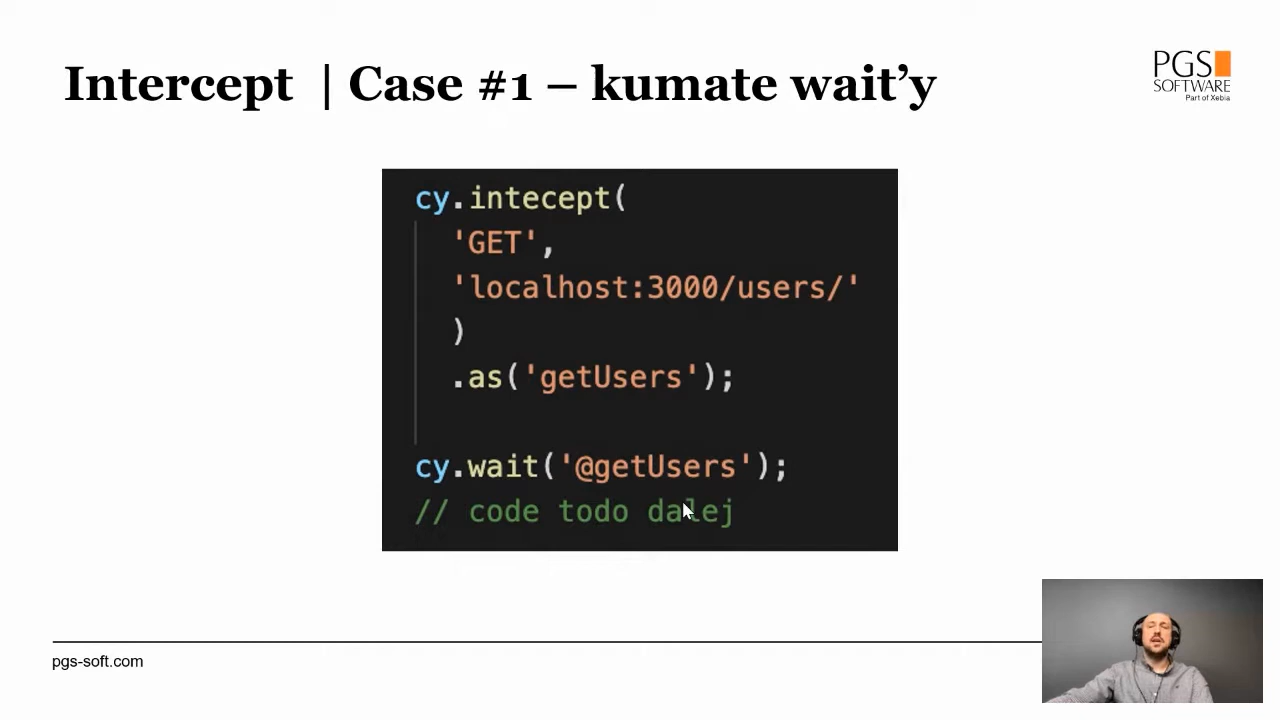 Intercept | Case #1 – kumate wait’y
PGS
SOFTWARE
Part of Xebia
cy.intecept(
'GET',
'localhost:3000/users/'
)
.as('getUsers');
cy.wait('@getUsers');
// code todo dalej
pgs-soft.com